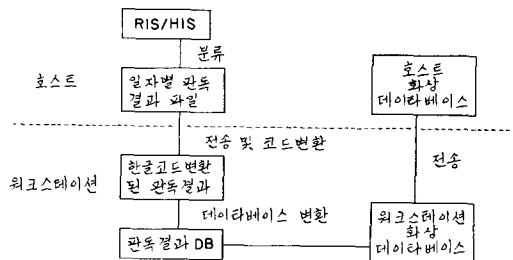 RIS/HIS
분류
호스트
일자별 판독
결과 파일
호스트
화상
데이타베이스
전송 및 코드변환
전송
워크스테이션
한글코드변환
된 판독결과
데이타베이스 변환
판독결과 DB
워크스테이션
화상
데이타베이스